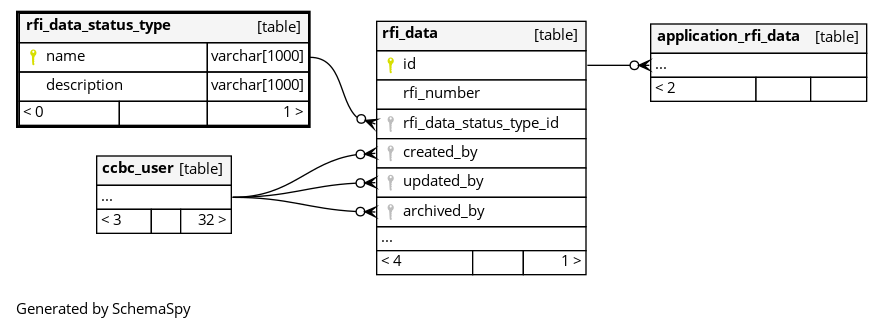 rfi_data_status_type [table]
name varchar[1000]
description varchar[1000]
< 0 1 >
ccbc_user [table]
...
< 3 32 >
rfi_data [table]
id
rfi_number
rfi_data_status_type_id
created_by
updated_by
archived_by
...
< 4 1 >
application_rfi_data [table]
...
< 2
Generated by SchemaSpy